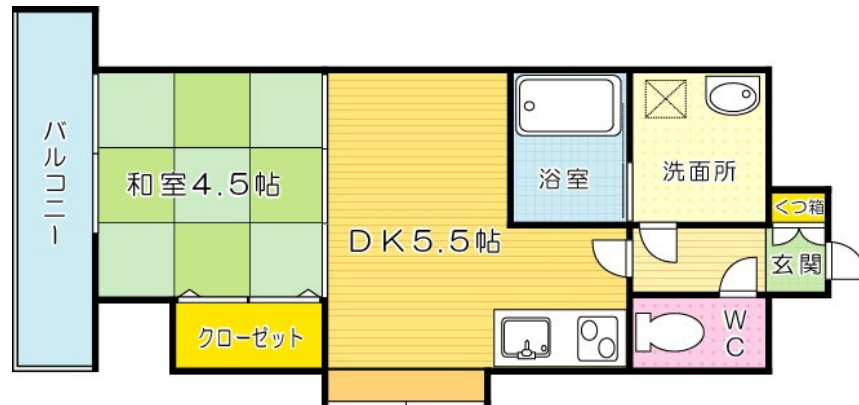 バルコニー
和室4.5帖
クローゼット
DK5.5帖
浴室
洗面所
くつ箱
玄関
WC